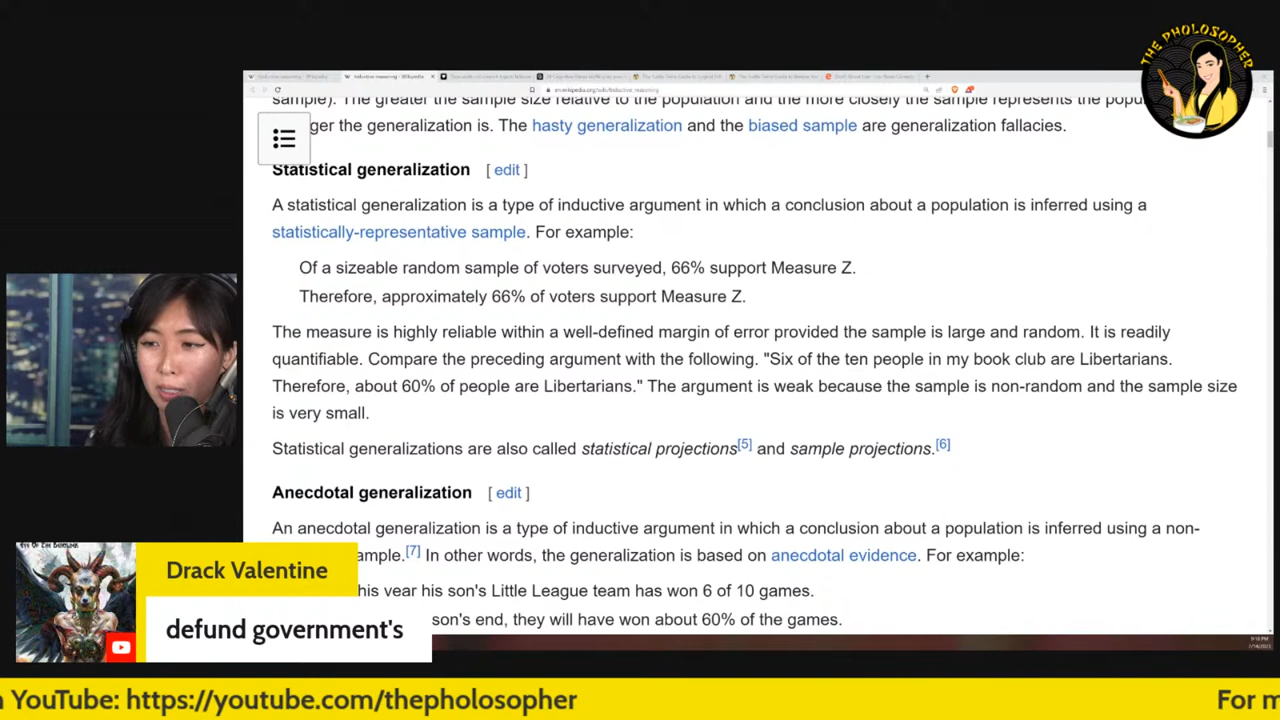 THE PHOLOSOPHER
Inductive reasoning - Wikipedia
en.wikipedia.org/wiki/Inductive_reasoning
sample). The greater the sample size relative to the population and the more closely the sample represents the
ger the generalization is. The hasty generalization and the biased sample are generalization fallacies.
Statistical generalization [ edit ]
A statistical generalization is a type of inductive argument in which a conclusion about a population is inferred using a
statistically-representative sample. For example:
Of a sizeable random sample of voters surveyed, 66% support Measure Z.
Therefore, approximately 66% of voters support Measure Z.
The measure is highly reliable within a well-defined margin of error provided the sample is large and random. It is readily
quantifiable. Compare the preceding argument with the following. "Six of the ten people in my book club are Libertarians.
Therefore, about 60% of people are Libertarians." The argument is weak because the sample is non-random and the sample size
is very small.
Statistical generalizations are also called statistical projections[5] and sample projections.[6]
Anecdotal generalization [ edit ]
An anecdotal generalization is a type of inductive argument in which a conclusion about a population is inferred using a non-
ample.[7] In other words, the generalization is based on anecdotal evidence. For example:
his year his son's Little League team has won 6 of 10 games.
son's end, they will have won about 60% of the games.
Drack Valentine
defund government's
n YouTube: https://youtube.com/thepholosopher
For m